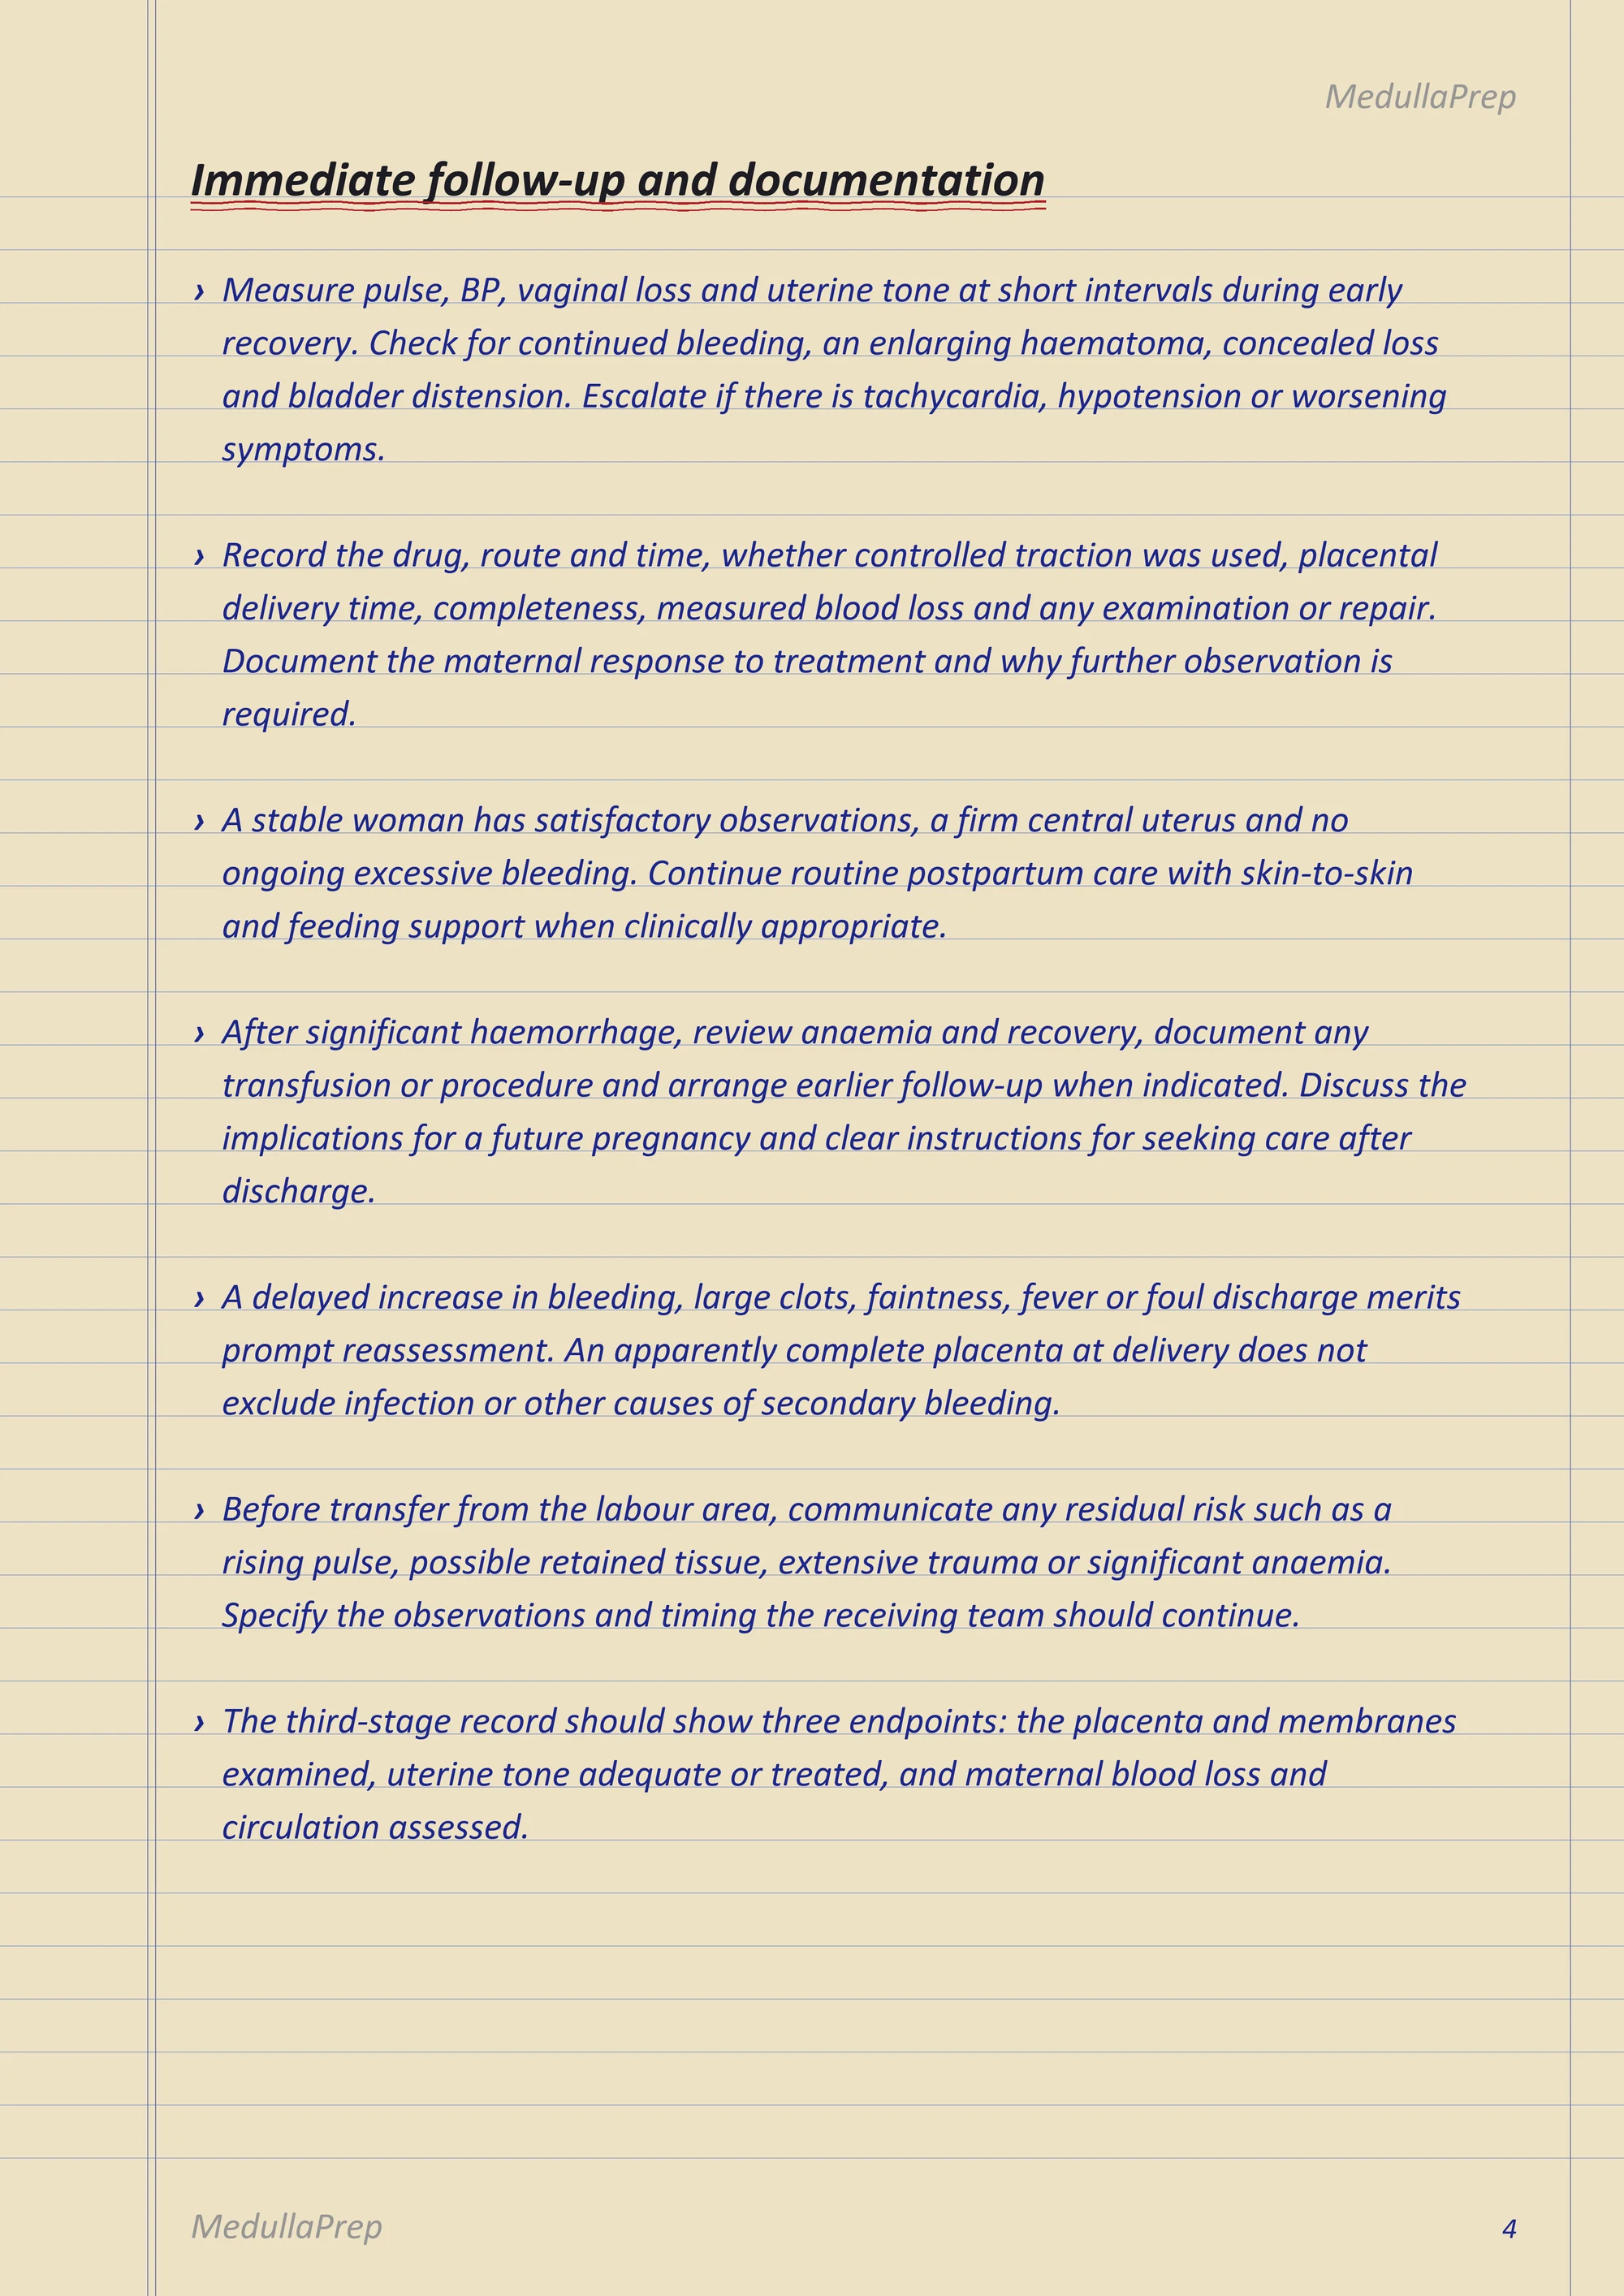 MedullaPrep
Immediate follow-up and documentation
› Measure pulse, BP, vaginal loss and uterine tone at short intervals during early
recovery. Check for continued bleeding, an enlarging haematoma, concealed loss
and bladder distension. Escalate if there is tachycardia, hypotension or worsening
symptoms.
› Record the drug, route and time, whether controlled traction was used, placental
delivery time, completeness, measured blood loss and any examination or repair.
Document the maternal response to treatment and why further observation is
required.
› A stable woman has satisfactory observations, a firm central uterus and no
ongoing excessive bleeding. Continue routine postpartum care with skin-to-skin
and feeding support when clinically appropriate.
› After significant haemorrhage, review anaemia and recovery, document any
transfusion or procedure and arrange earlier follow-up when indicated. Discuss the
implications for a future pregnancy and clear instructions for seeking care after
discharge.
› A delayed increase in bleeding, large clots, faintness, fever or foul discharge merits
prompt reassessment. An apparently complete placenta at delivery does not
exclude infection or other causes of secondary bleeding.
› Before transfer from the labour area, communicate any residual risk such as a
rising pulse, possible retained tissue, extensive trauma or significant anaemia.
Specify the observations and timing the receiving team should continue.
› The third-stage record should show three endpoints: the placenta and membranes
examined, uterine tone adequate or treated, and maternal blood loss and
circulation assessed.
MedullaPrep
4